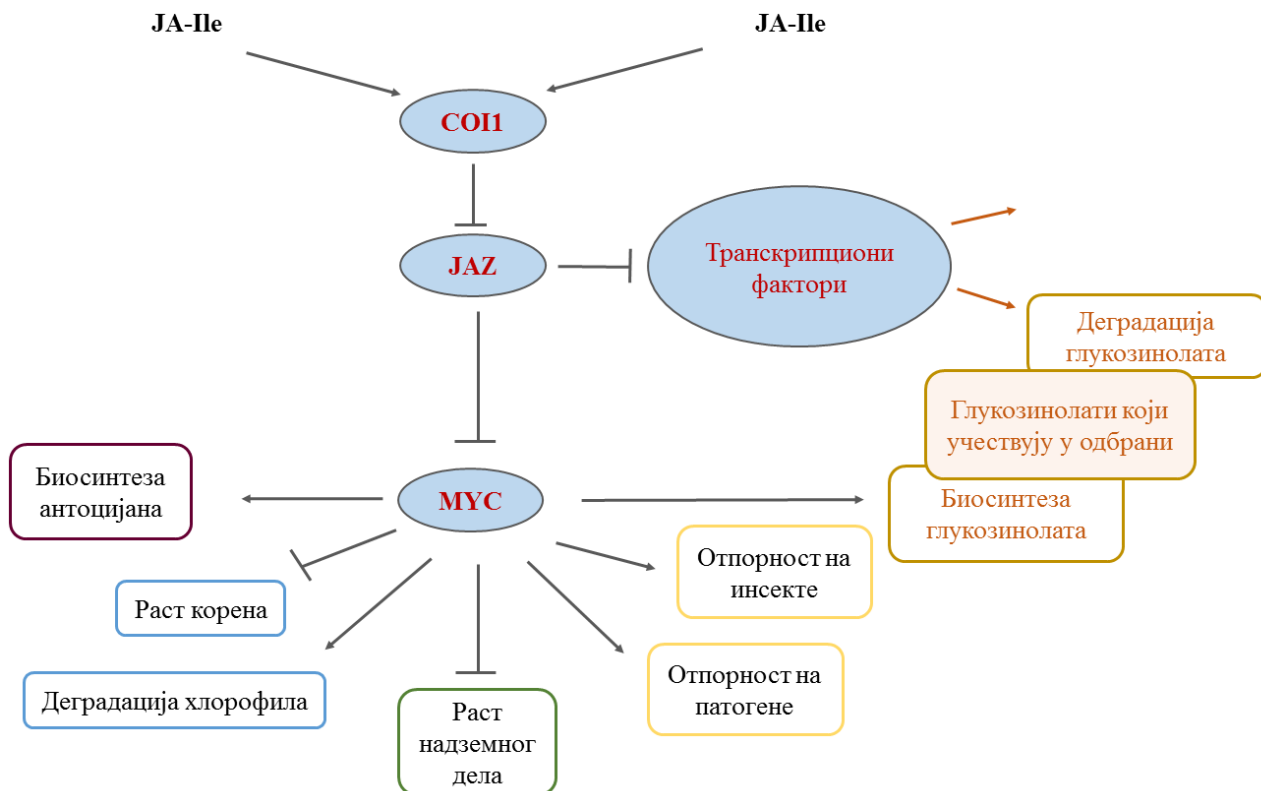 JA-Ile
JA-Ile
COI1
JAZ
Транскрипциони
фактори
Деградација
глукозинолата
Глукозинолати који
учествују у одбрани
Биосинтеза
глукозинолата
Биосинтеза
антоцијана
MYC
Отпорност на
инсекте
Раст корена
Отпорност на
патогене
Деградација хлорофила
Раст
надземног
дела